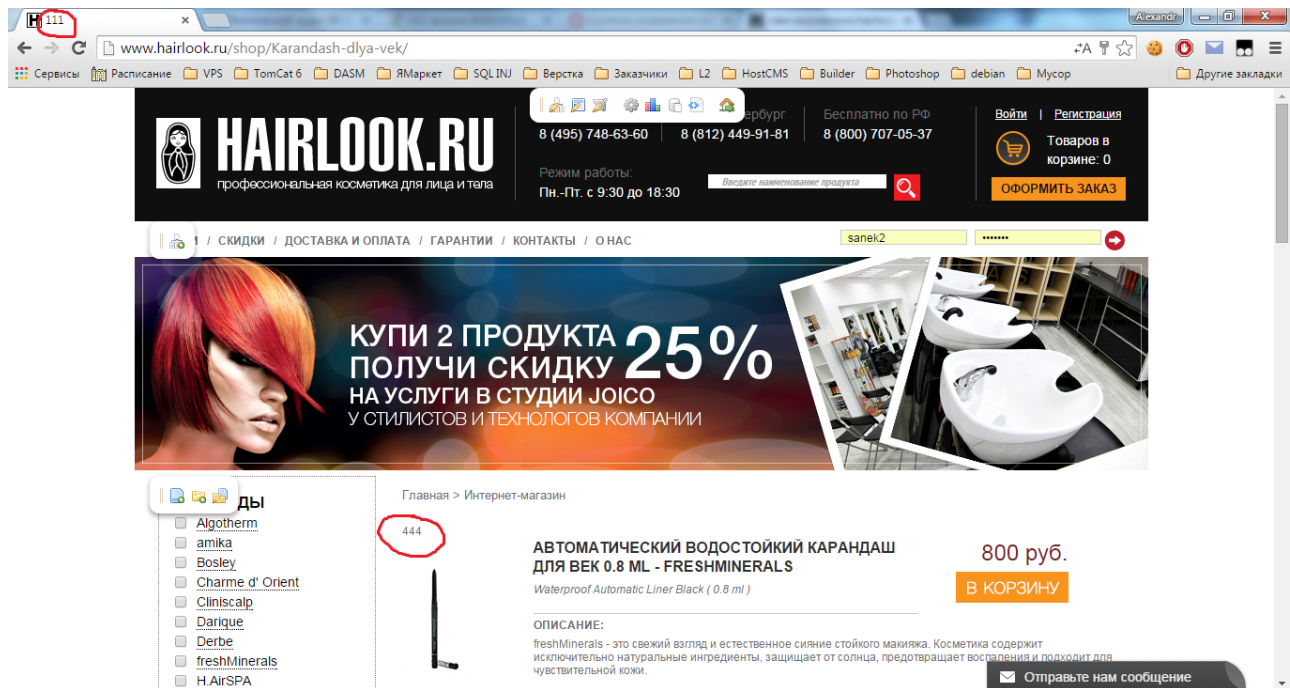 111
Alexandr
www.hairlook.ru/shop/Karandash-dlya-vek/
Сервисы Расписание VPS TomCat 6 DASM ЯМаркет SQL INJ Верстка Заказчики L2 HostCMS Builder Photoshop debian Мусор Другие закладки
HAIRLOOK.RU
профессиональная косметика для лица и тела
Бесплатно по РФ
8 (495) 748-63-60 8 (812) 449-91-81 8 (800) 707-05-37
Режим работы:
Пн.-Пт. с 9:30 до 18:30
Введите наименование продукта
Войти | Регистрация
Товаров в
корзине: 0
ОФОРМИТЬ ЗАКАЗ
/ СКИДКИ / ДОСТАВКА И ОПЛАТА / ГАРАНТИИ / КОНТАКТЫ / О НАС
sanek2 •••••••
КУПИ 2 ПРОДУКТА
ПОЛУЧИ СКИДКУ 25%
НА УСЛУГИ В СТУДИИ JOICO
У СТИЛИСТОВ И ТЕХНОЛОГОВ КОМПАНИИ
Algotherm
amika
Bosley
Charme d' Orient
Cliniscalp
Darique
Derbe
freshMinerals
H.AirSPA
Главная > Интернет-магазин
444
АВТОМАТИЧЕСКИЙ ВОДОСТОЙКИЙ КАРАНДАШ
ДЛЯ ВЕК 0.8 ML - FRESHMINERALS
Waterproof Automatic Liner Black ( 0.8 ml )
800 руб.
В КОРЗИНУ
ОПИСАНИЕ:
freshMinerals - это свежий взгляд и естественное сияние стойкого макияжа. Косметика содержит
исключительно натуральные ингредиенты, защищает от солнца, предотвращает воспаления и подходит для
чувствительной кожи.
Отправьте нам сообщение